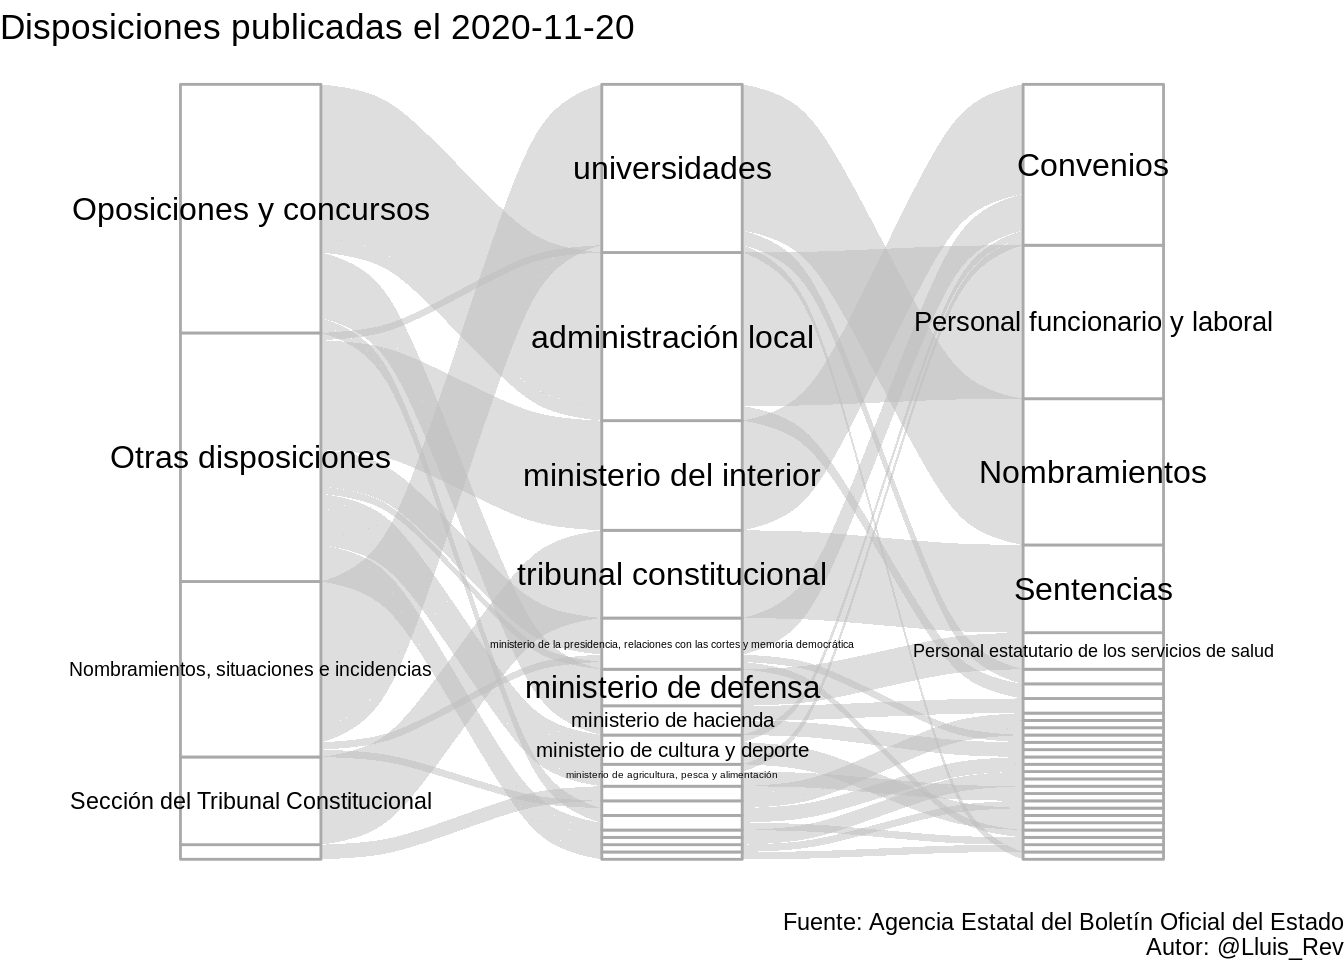 Disposiciones publicadas el 2020-11-20
Oposiciones y concursos
Otras disposiciones
Nombramientos, situaciones e incidencias
Sección del Tribunal Constitucional
universidades
administración local
ministerio del interior
tribunal constitucional
ministerio de la presidencia, relaciones con las cortes y memoria democrática
ministerio de defensa
ministerio de hacienda
ministerio de cultura y deporte
ministerio de agricultura, pesca y alimentación
Convenios
Personal funcionario y laboral
Nombramientos
Sentencias
Personal estatutario de los servicios de salud
Fuente: Agencia Estatal del Boletín Oficial del Estado
Autor: @Lluis_Rev